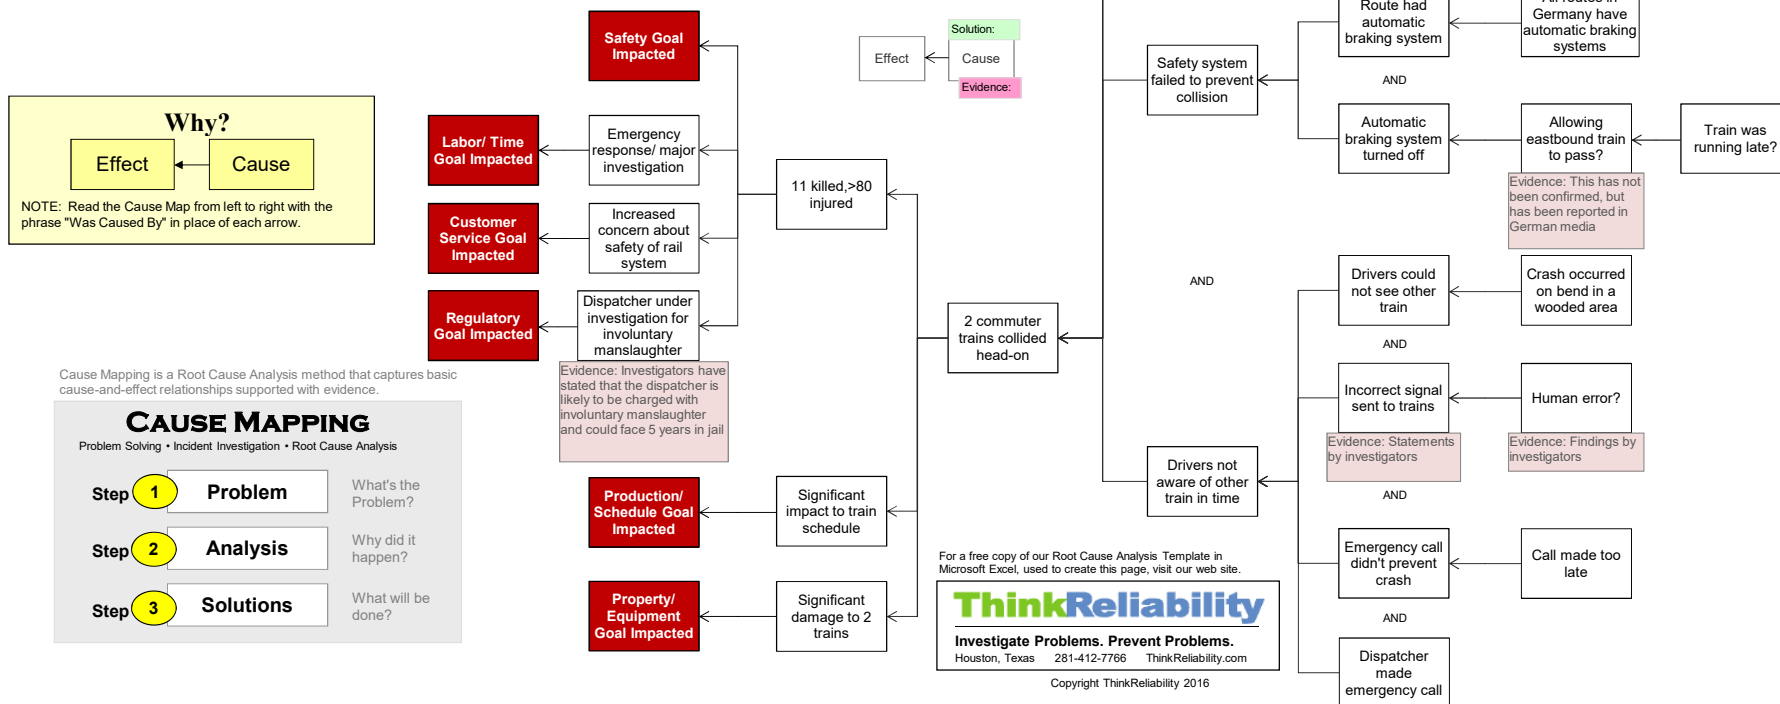 Why?
Effect
Cause
NOTE:  Read the Cause Map from left to right with the
phrase "Was Caused By" in place of each arrow.
Cause Mapping is a Root Cause Analysis method that captures basic
cause-and-effect relationships supported with evidence.
CAUSE MAPPING
Problem Solving • Incident Investigation • Root Cause Analysis
Step 1 Problem
What's the
Problem?
Step 2 Analysis
Why did it
happen?
Step 3 Solutions
What will be
done?
Safety Goal
Impacted
Labor/ Time
Goal Impacted
Emergency
response/ major
investigation
Customer
Service Goal
Impacted
Increased
concern about
safety of rail
system
Regulatory
Goal Impacted
Dispatcher under
investigation for
involuntary
manslaughter
Evidence: Investigators have
stated that the dispatcher is
likely to be charged with
involuntary manslaughter
and could face 5 years in jail
Production/
Schedule Goal
Impacted
Significant
impact to train
schedule
Property/
Equipment
Goal Impacted
Significant
damage to 2
trains
11 killed,>80
injured
Solution:
Effect
Cause
Evidence:
2 commuter
trains collided
head-on
For a free copy of our Root Cause Analysis Template in
Microsoft Excel, used to create this page, visit our web site.
ThinkReliability
Investigate Problems. Prevent Problems.
Houston, Texas 281-412-7766 ThinkReliability.com
Copyright ThinkReliability 2016
AND
Safety system
failed to prevent
collision
Route had
automatic
braking system
All routes in
Germany have
automatic braking
systems
AND
Automatic
braking system
turned off
Allowing
eastbound train
to pass?
Evidence: This has not
been confirmed, but
has been reported in
German media
Train was
running late?
Drivers not
aware of other
train in time
Drivers could
not see other
train
Crash occurred
on bend in a
wooded area
AND
Incorrect signal
sent to trains
Evidence: Statements
by investigators
Human error?
Evidence: Findings by
investigators
AND
Emergency call
didn't prevent
crash
Call made too
late
AND
Dispatcher
made
emergency call